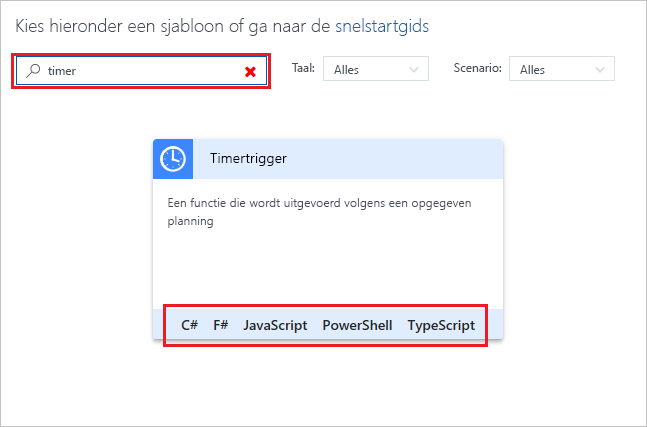 Kies hieronder een sjabloon of ga naar de snelstartgids
timer Taal: Alles Scenario: Alles
Timertrigger
Een functie die wordt uitgevoerd volgens een opgegeven
planning
C# F# JavaScript PowerShell TypeScript